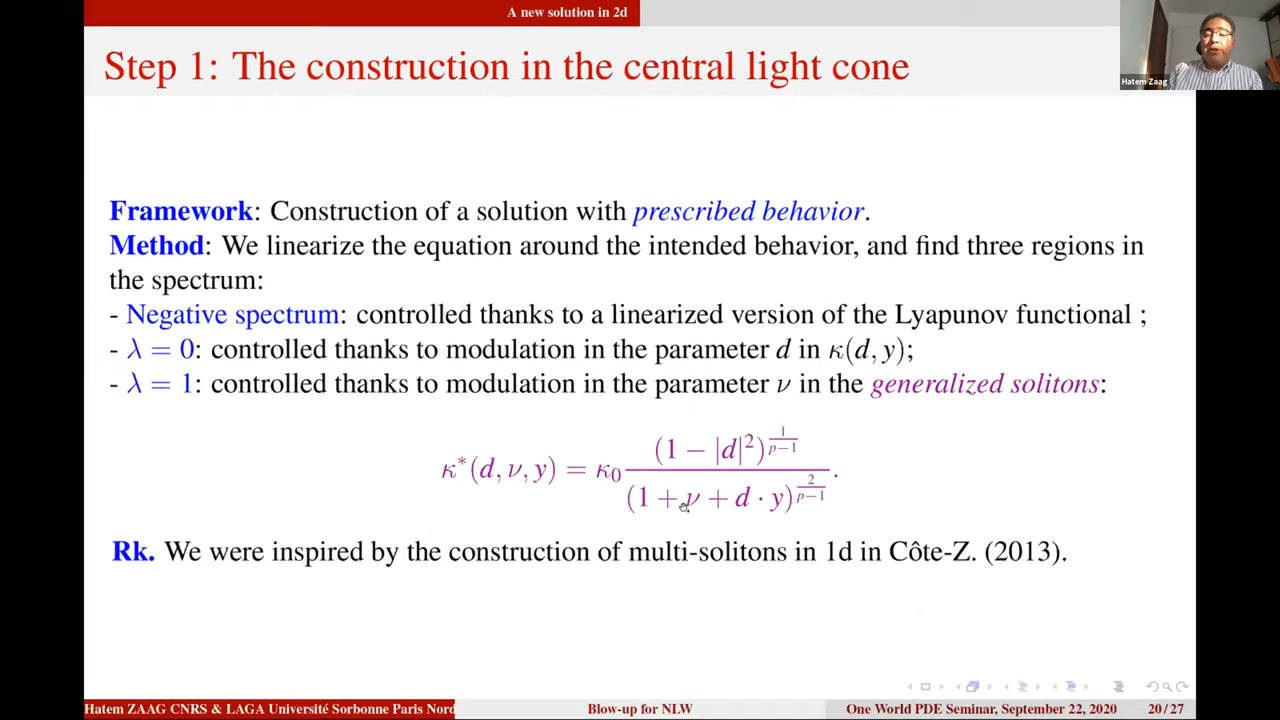 A new solution in 2d
Step 1: The construction in the central light cone
Hatem Zaag
Framework: Construction of a solution with prescribed behavior.
Method: We linearize the equation around the intended behavior, and find three regions in
the spectrum:
- Negative spectrum: controlled thanks to a linearized version of the Lyapunov functional ;
- λ = 0: controlled thanks to modulation in the parameter d in κ(d, y);
- λ = 1: controlled thanks to modulation in the parameter ν in the generalized solitons:
κ*(d, ν, y) = κ₀ (1 − |d|²)^{1/(p−1)} / (1 + ν + d · y)^{2/(p−1)}.
Rk. We were inspired by the construction of multi-solitons in 1d in Côte-Z. (2013).
Hatem ZAAG CNRS & LAGA Université Sorbonne Paris Nord
Blow-up for NLW
One World PDE Seminar, September 22, 2020
20/27